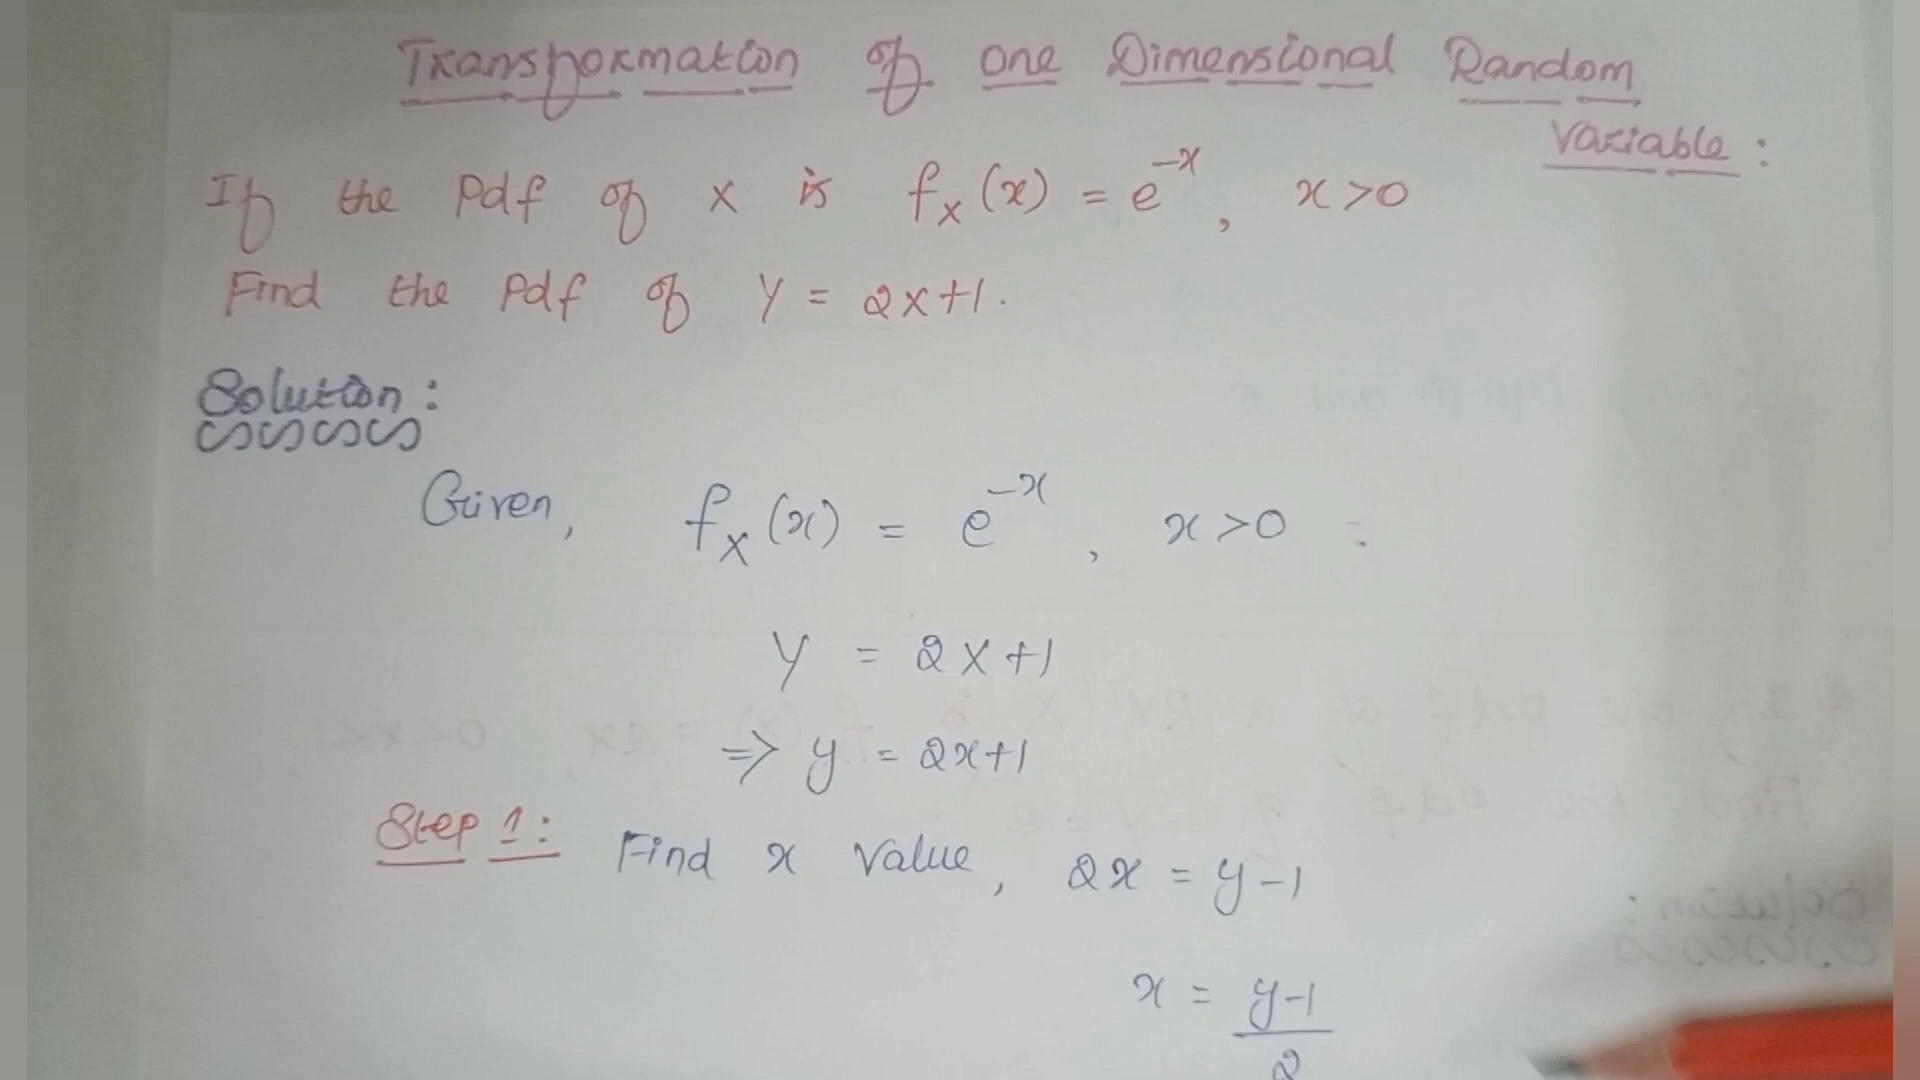 Transformation of one Dimensional Random
Variable :
If the Pdf of X is fX(x) = e^-x, x>0
Find the Pdf of Y = 2X+1.
Solution :
Given, fX(x) = e^-x, x>0
Y = 2X+1
⇒ y = 2x+1
Step 1: Find x value, 2x = y-1
x = y-1
2